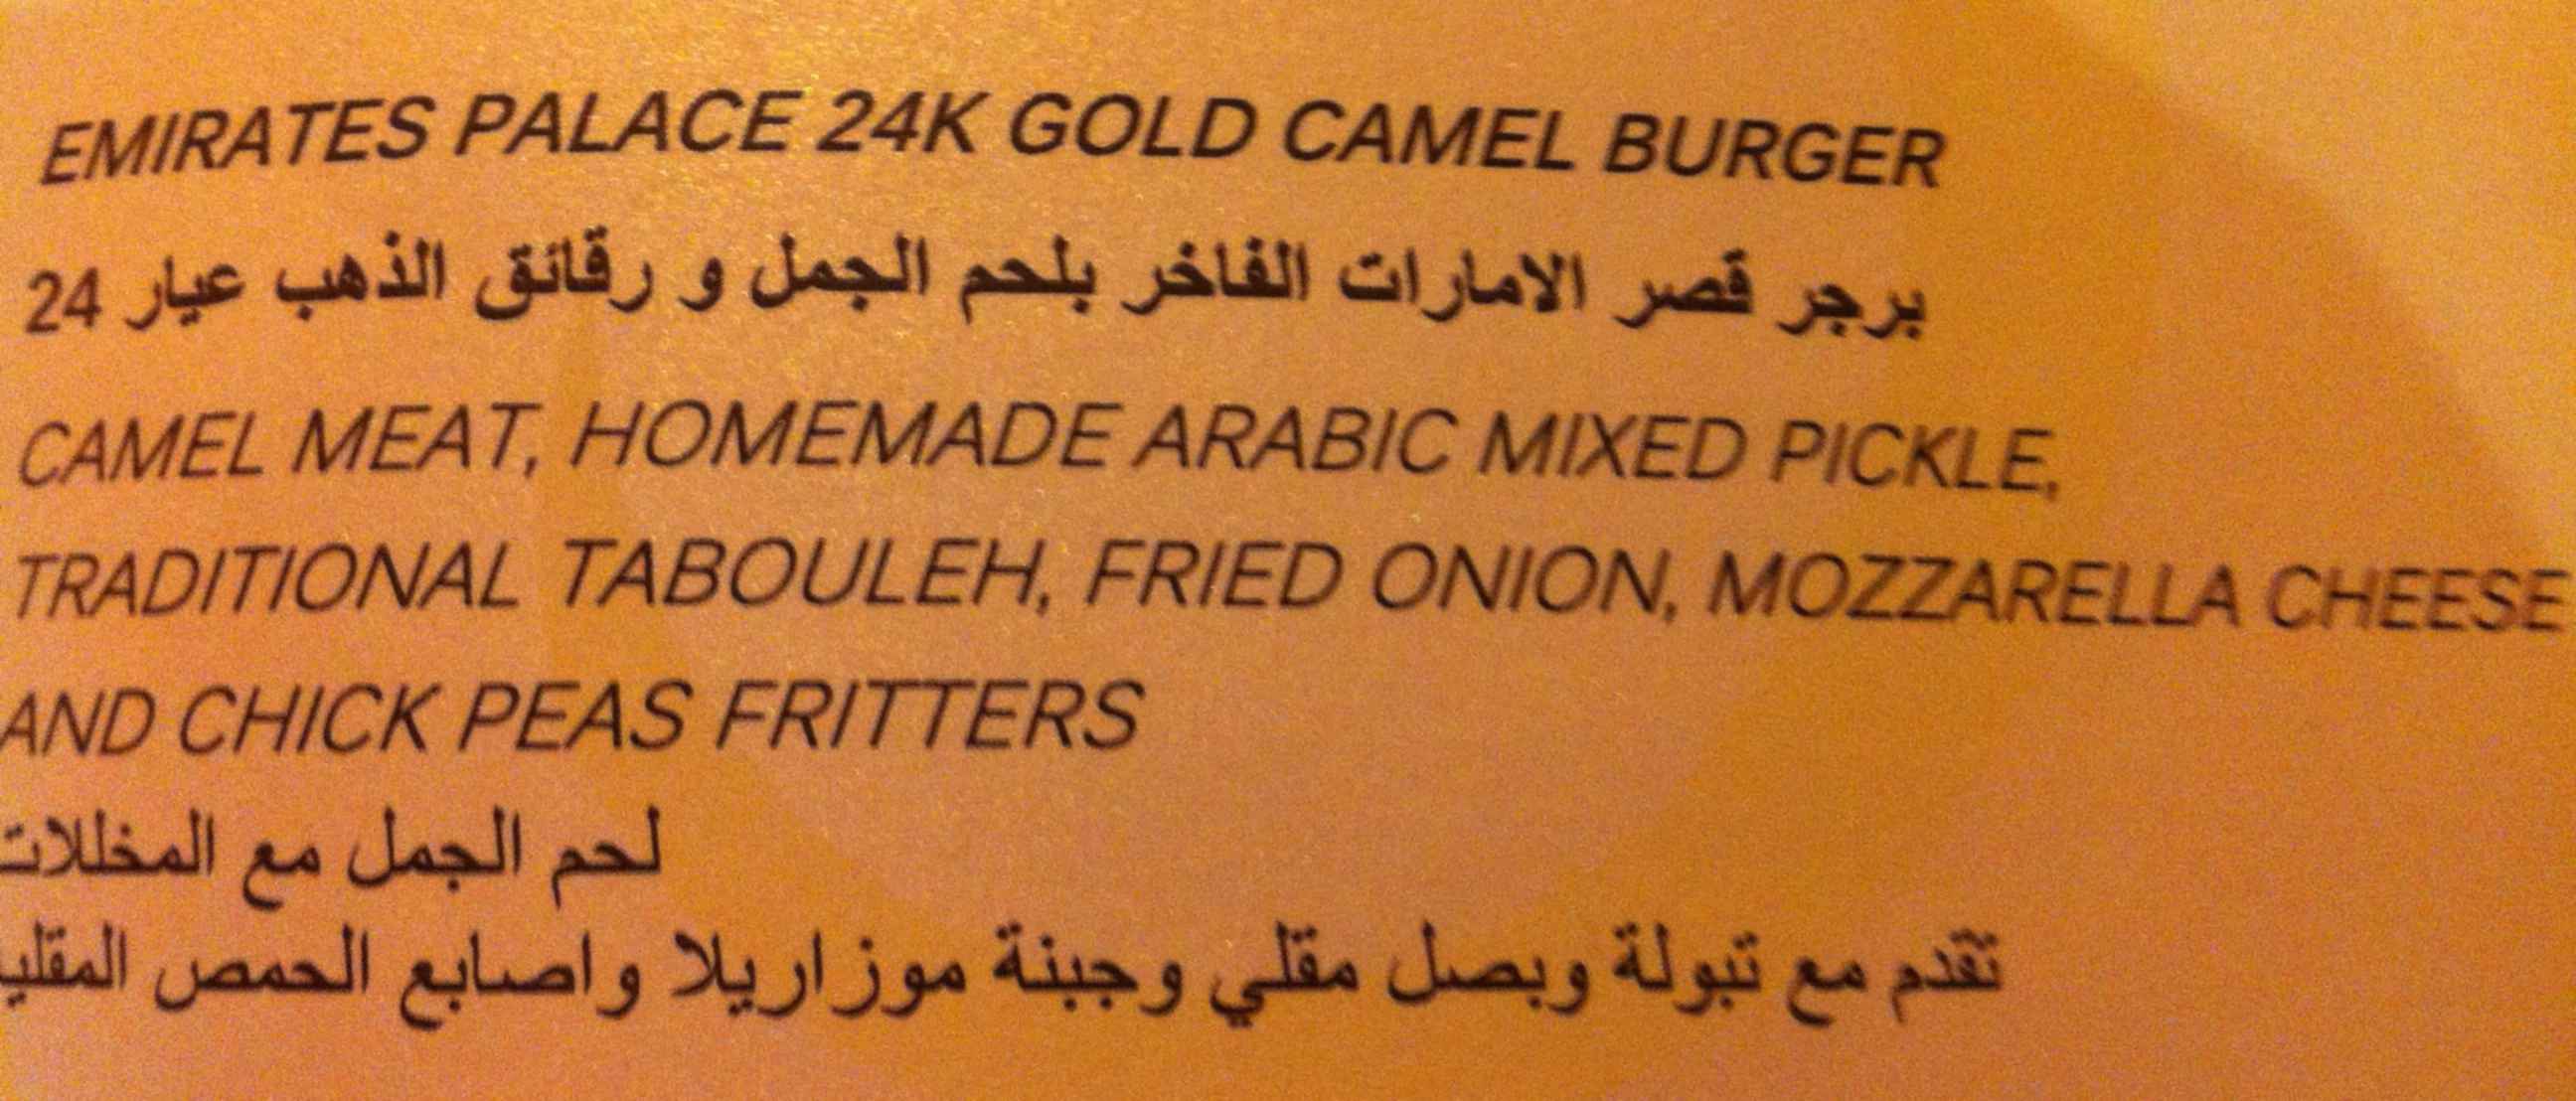 EMIRATES PALACE 24K GOLD CAMEL BURGER
برجر قصر الامارات الفاخر بلحم الجمل و رقائق الذهب عيار 24
CAMEL MEAT, HOMEMADE ARABIC MIXED PICKLE,
TRADITIONAL TABOULEH, FRIED ONION, MOZZARELLA CHEESE
AND CHICK PEAS FRITTERS
لحم الجمل مع المخللات
تقدم مع تبولة وبصل مقلي وجبنة موزاريلا واصابع الحمص